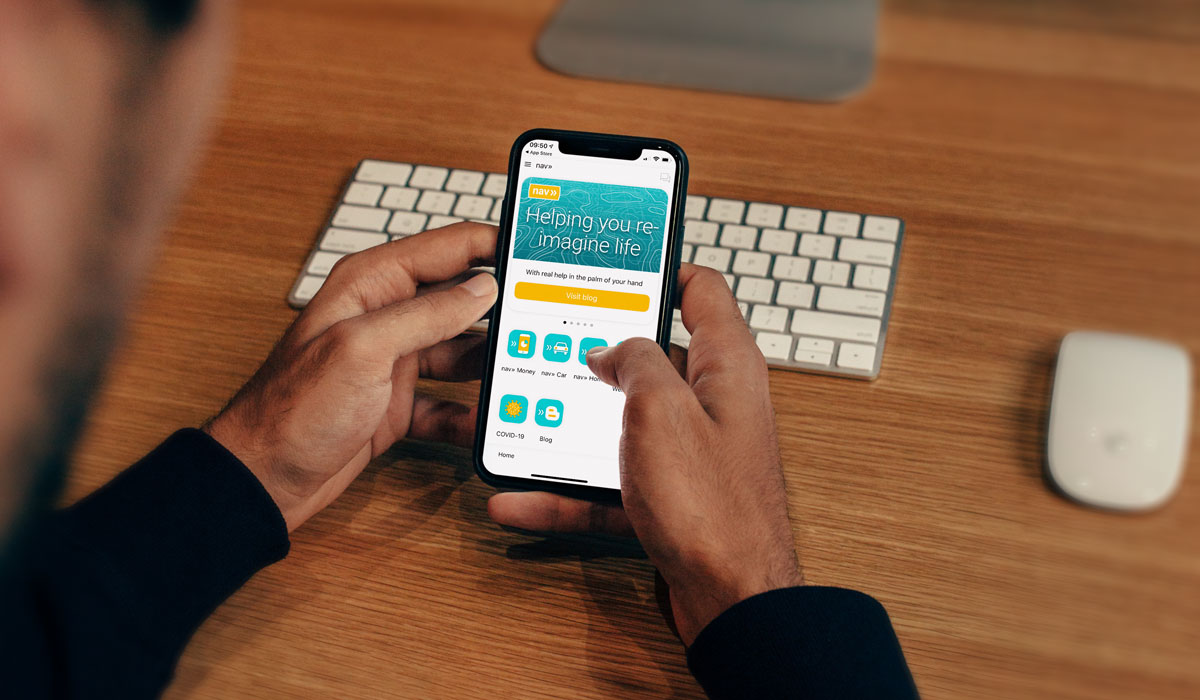 09:50
App Store
nav»
nav»
Helping you re-
imagine life
With real help in the palm of your hand
Visit blog
nav» Money
nav» Car
nav»
COVID-19
Blog
Home